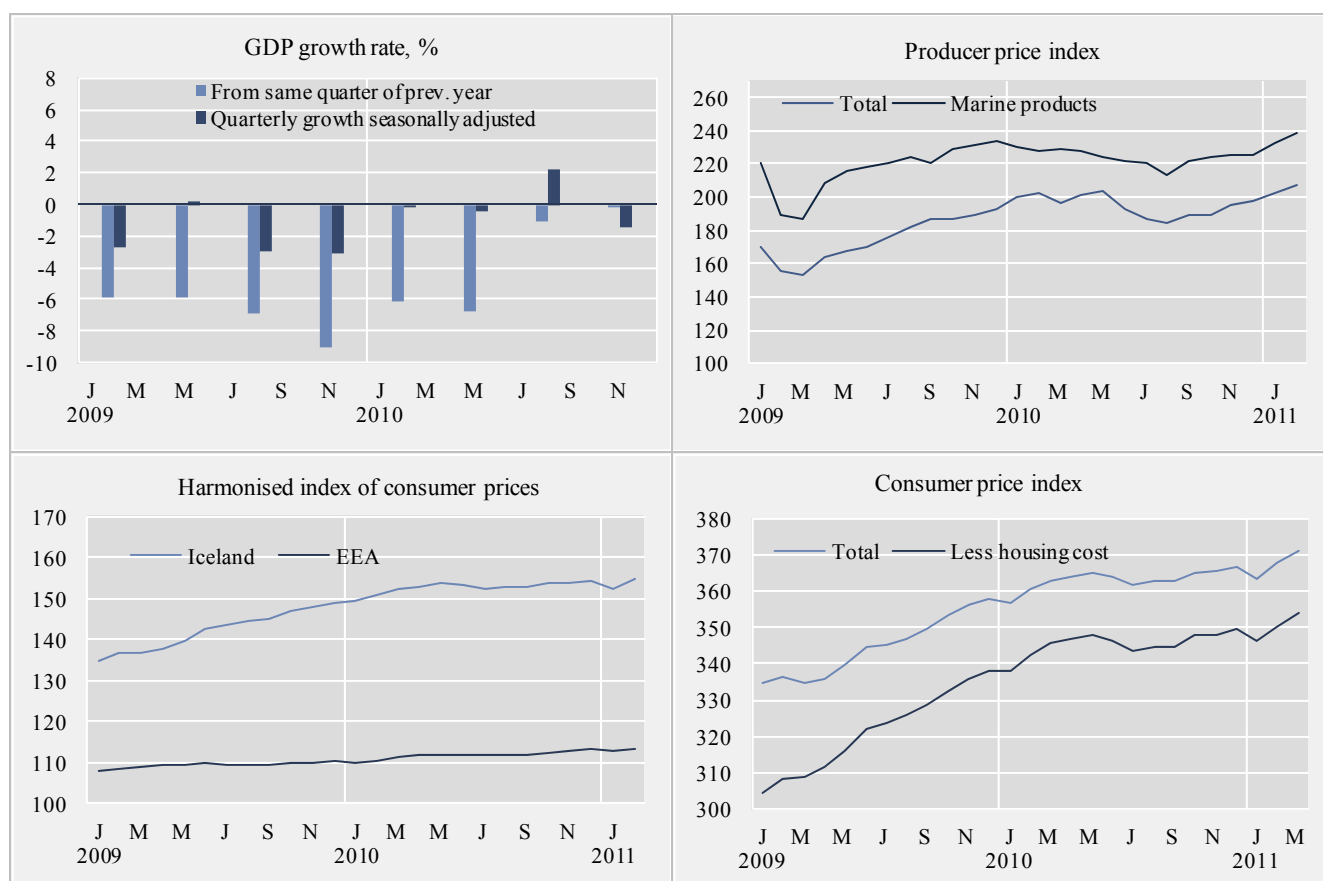 GDP growth rate, %
8
From same quarter of prev. year
6
Quarterly growth seasonally adjusted
4
2
0
-2
-4
-6
-8
-10
J M M J S N J M M J S N
2009 2010
Producer price index
260
Total Marine products
240
220
200
180
160
140
120
100
J M M J S N J M M J S N J
2009 2010 2011
Harmonised index of consumer prices
170
160
Iceland EEA
150
140
130
120
110
100
J M M J S N J M M J S N J
2009 2010 2011
Consumer price index
380
370
Total Less housing cost
360
350
340
330
320
310
300
J M M J S N J M M J S N J M
2009 2010 2011